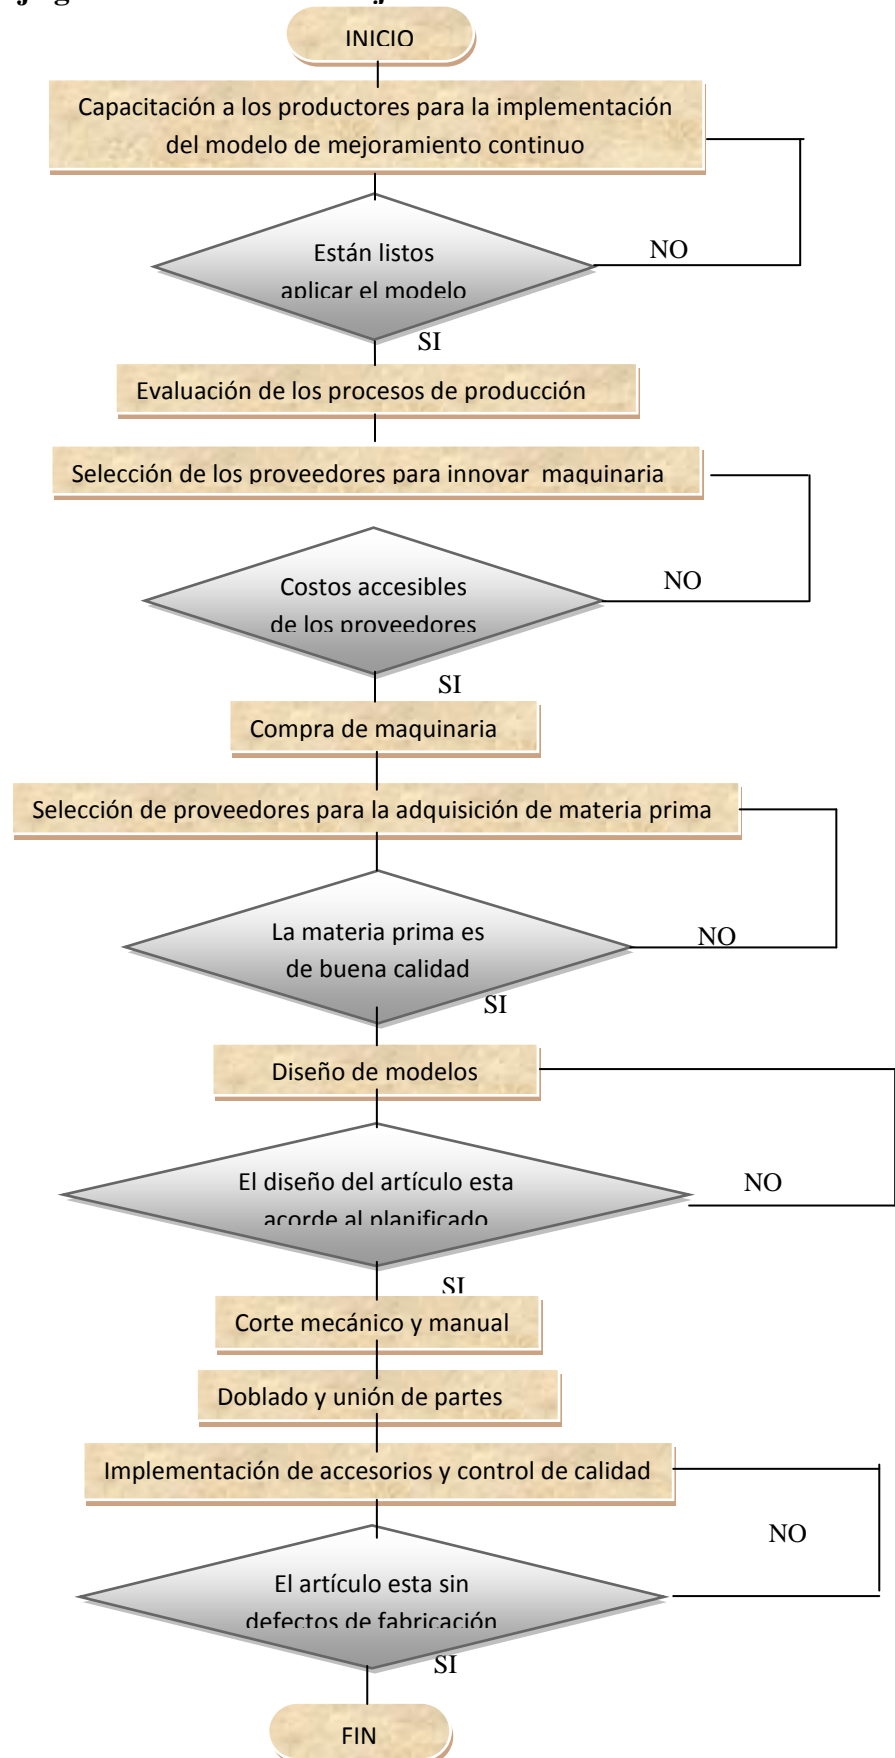 INICIO
Capacitación a los productores para la implementación
del modelo de mejoramiento continuo
Están listos
aplicar el modelo
NO
SI
Evaluación de los procesos de producción
Selección de los proveedores para innovar maquinaria
Costos accesibles
de los proveedores
NO
SI
Compra de maquinaria
Selección de proveedores para la adquisición de materia prima
La materia prima es
de buena calidad
NO
SI
Diseño de modelos
El diseño del artículo esta
acorde al planificado
NO
SI
Corte mecánico y manual
Doblado y unión de partes
Implementación de accesorios y control de calidad
NO
El artículo esta sin
defectos de fabricación
SI
FIN